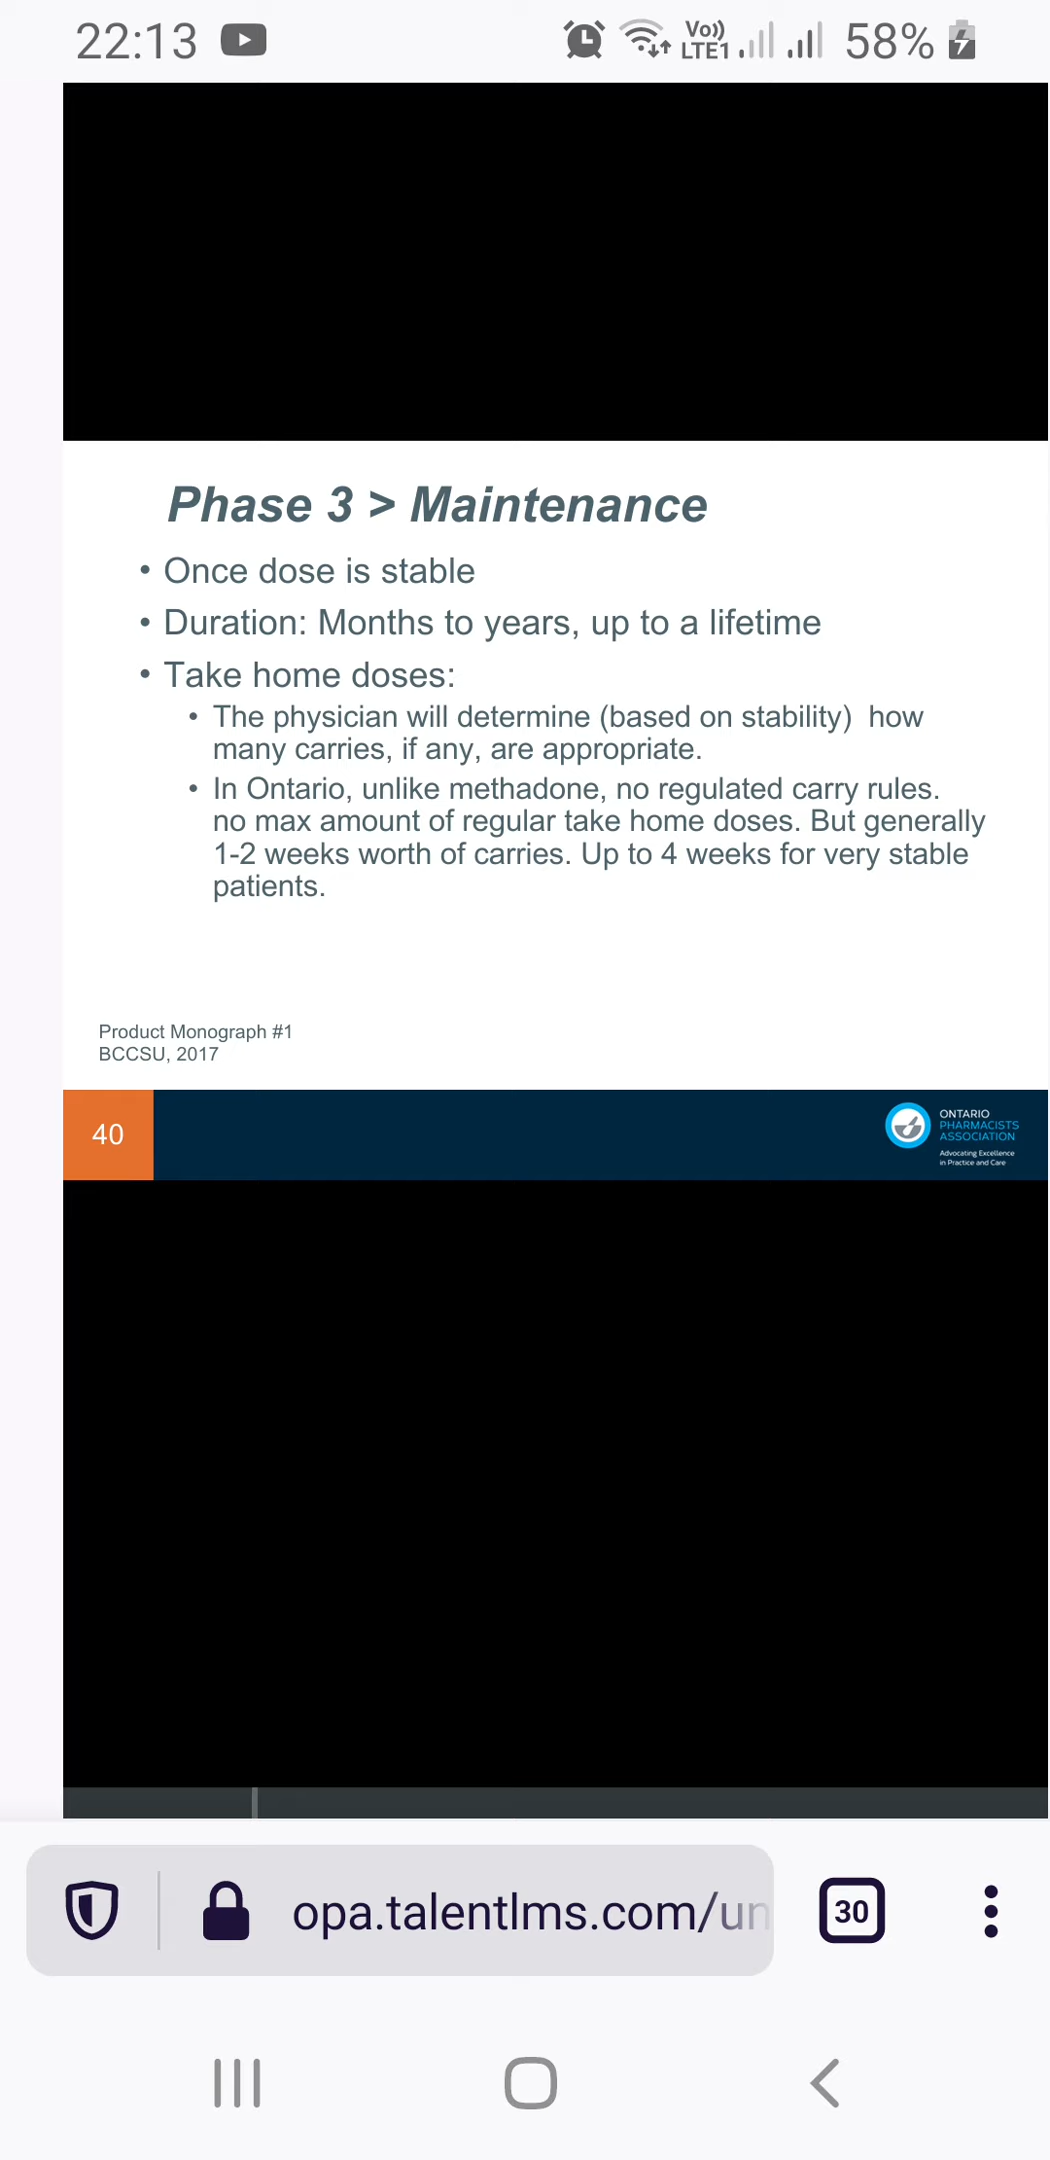 22:13
Vo)) LTE1
58%
Phase 3 > Maintenance
• Once dose is stable
• Duration: Months to years, up to a lifetime
• Take home doses:
• The physician will determine (based on stability)  how
many carries, if any, are appropriate.
• In Ontario, unlike methadone, no regulated carry rules.
no max amount of regular take home doses. But generally
1-2 weeks worth of carries. Up to 4 weeks for very stable
patients.
Product Monograph #1
BCCSU, 2017
40
ONTARIO
PHARMACISTS
ASSOCIATION
Advocating Excellence
in Practice and Care
opa.talentlms.com/un
30